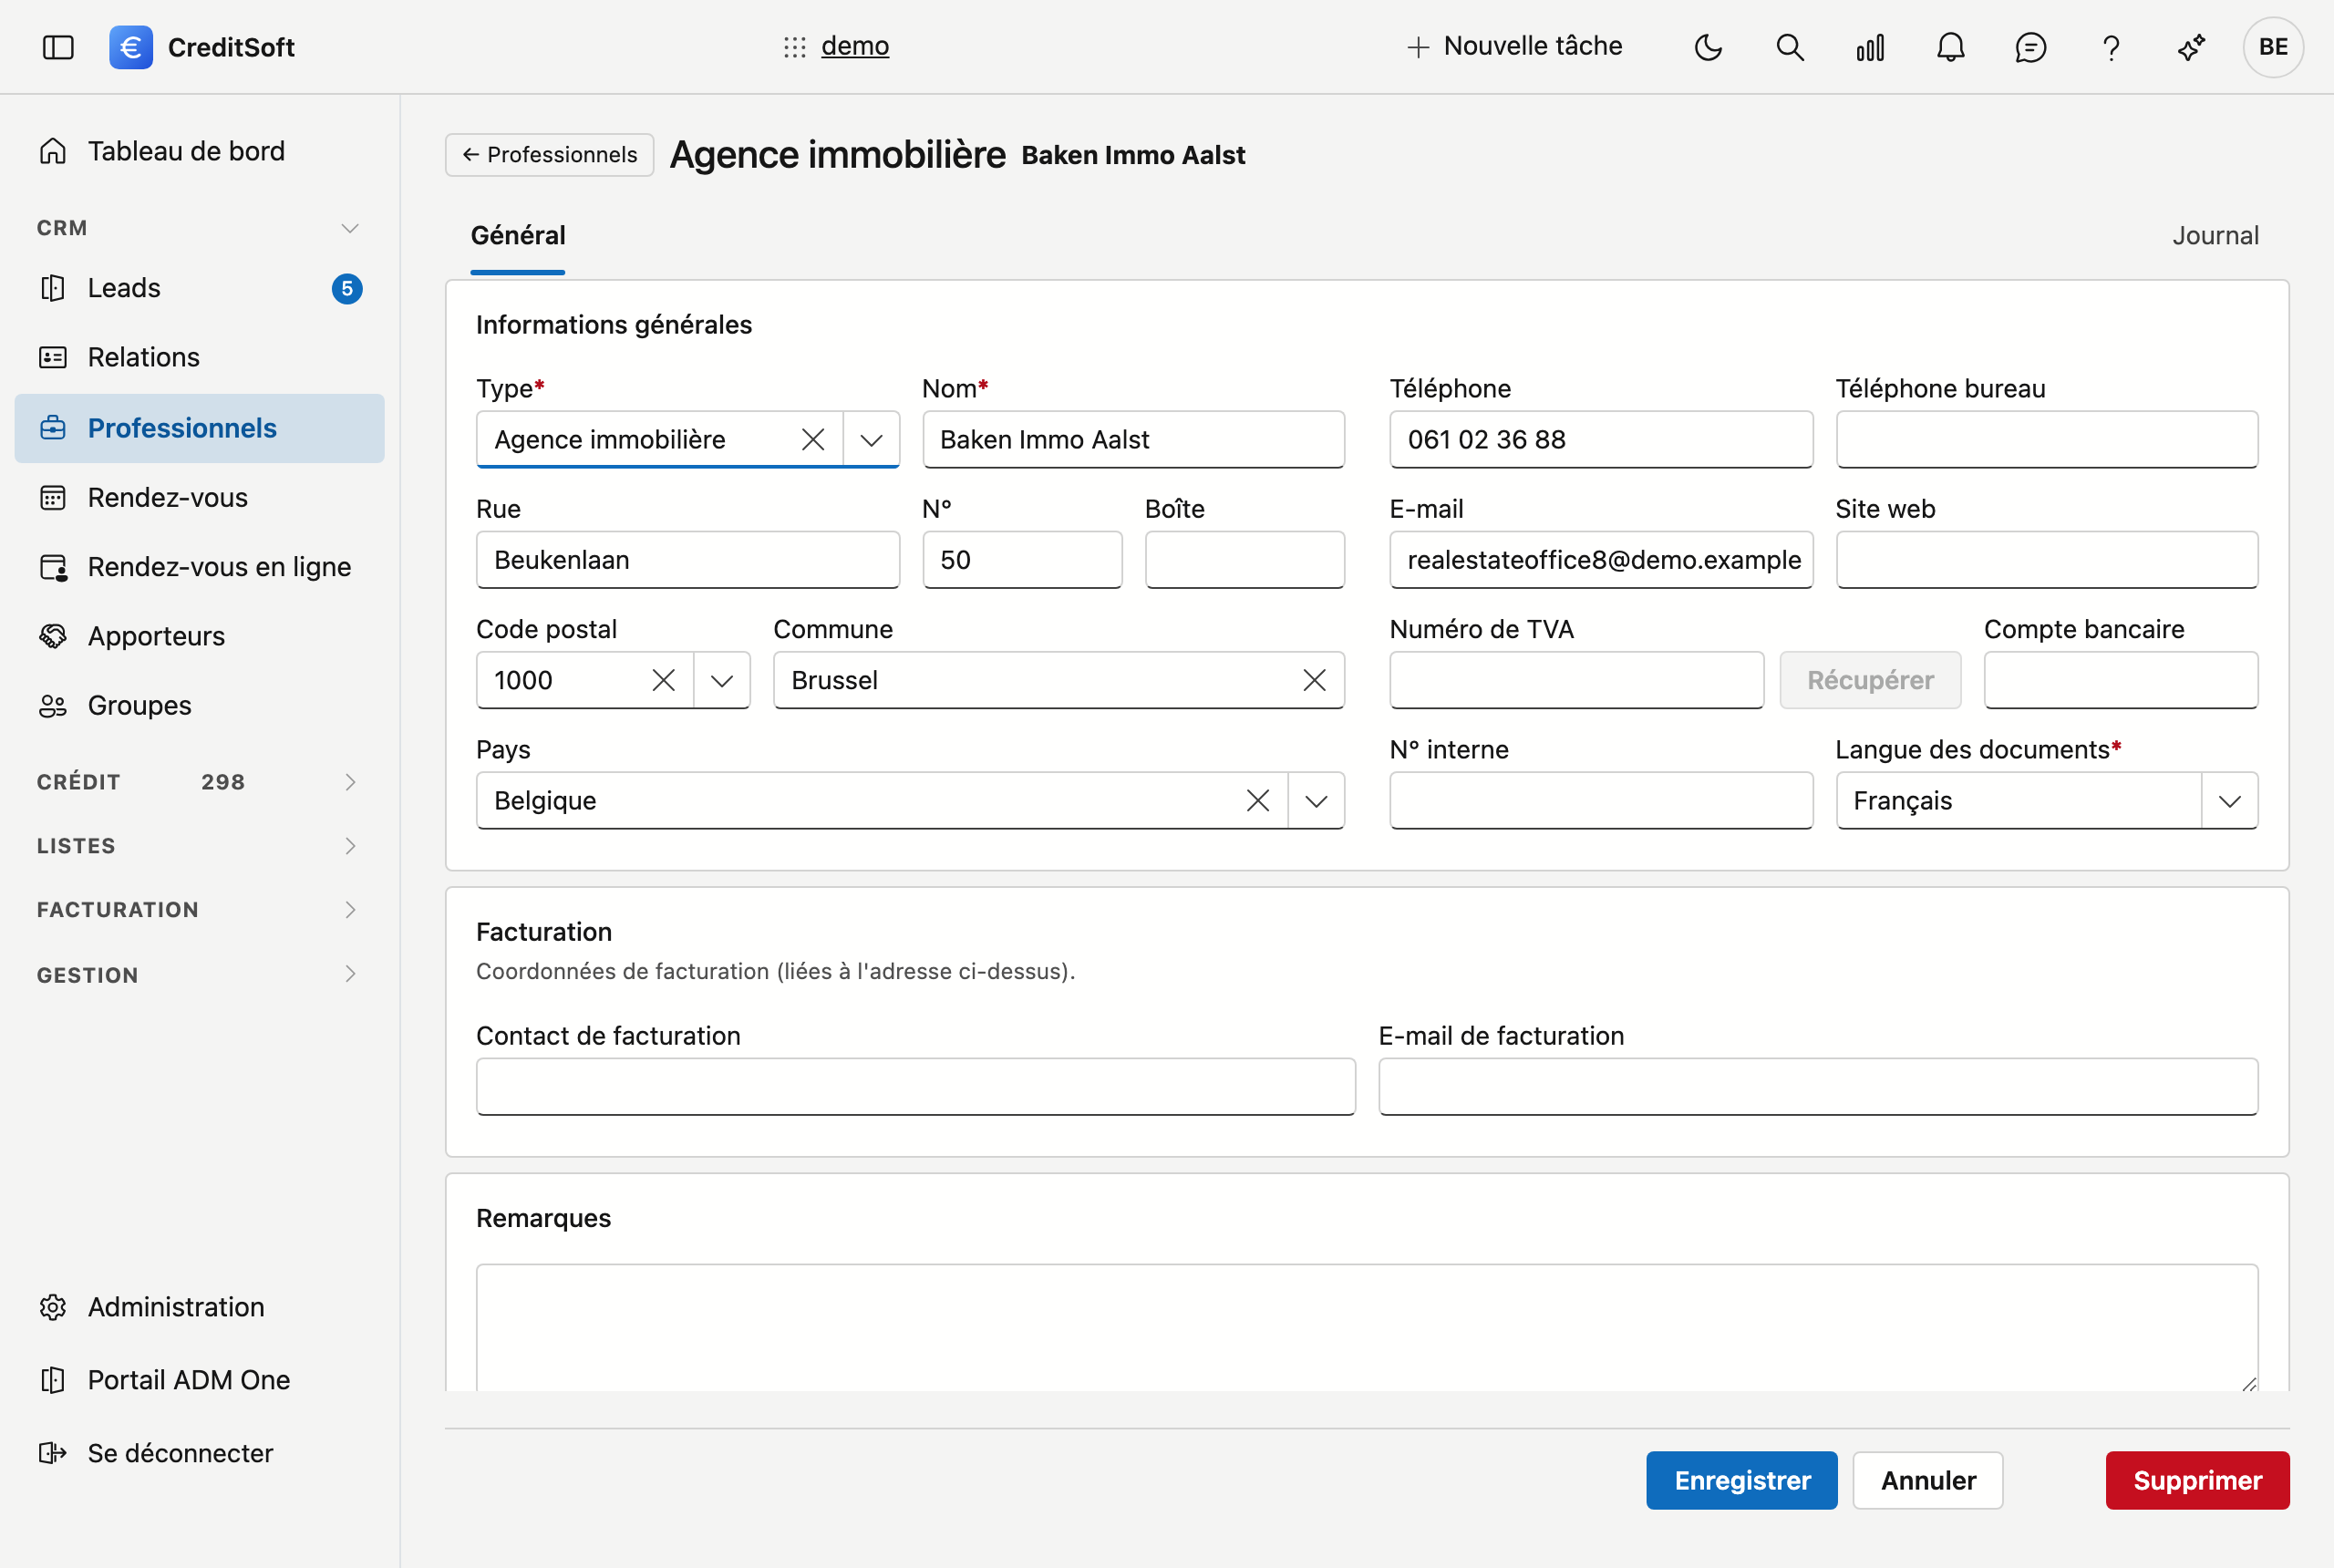 CreditSoft
demo
Nouvelle tâche
BE
Tableau de bord
CRM
Leads 5
Relations
Professionnels
Rendez-vous
Rendez-vous en ligne
Apporteurs
Groupes
CRÉDIT 298
LISTES
FACTURATION
GESTION
Administration
Portail ADM One
Se déconnecter
← Professionnels Agence immobilière Baken Immo Aalst
Général Journal
Informations générales
Type* Nom* Téléphone Téléphone bureau
Agence immobilière Baken Immo Aalst 061 02 36 88
Rue N° Boîte E-mail Site web
Beukenlaan 50 realestateoffice8@demo.example
Code postal Commune Numéro de TVA Compte bancaire
1000 Brussel Récupérer
Pays N° interne Langue des documents*
Belgique Français
Facturation
Coordonnées de facturation (liées à l'adresse ci-dessus).
Contact de facturation E-mail de facturation
Remarques
Enregistrer Annuler Supprimer